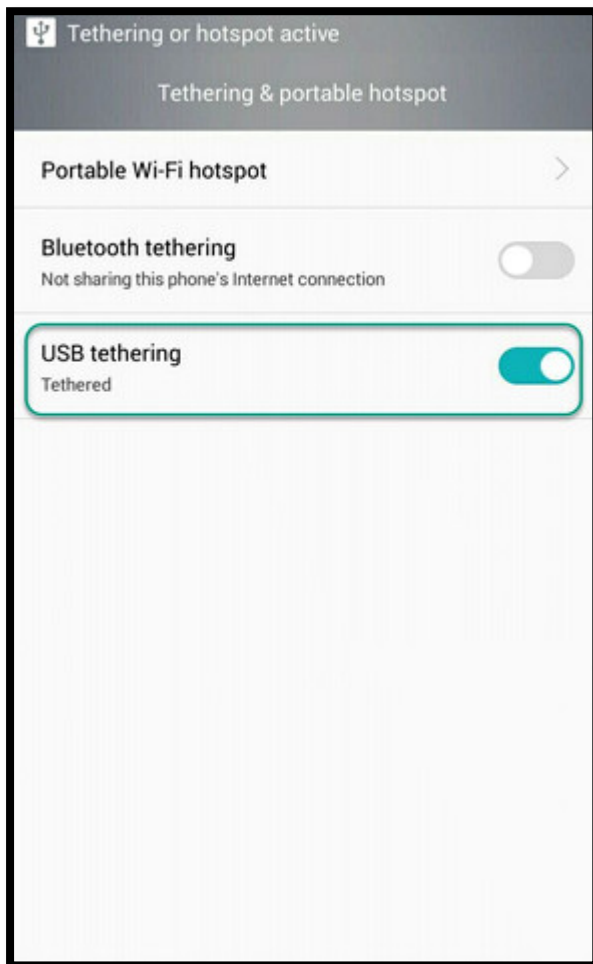 Tethering or hotspot active
Tethering & portable hotspot
Portable Wi-Fi hotspot
Bluetooth tethering
Not sharing this phone's Internet connection
USB tethering
Tethered